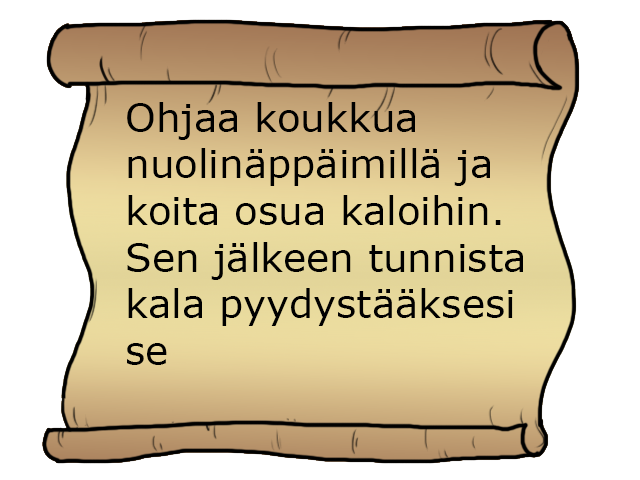 Ohjaa koukkua
nuolinäppäimillä ja
koita osua kaloihin.
Sen jälkeen tunnista
kala pyydystääksesi
se